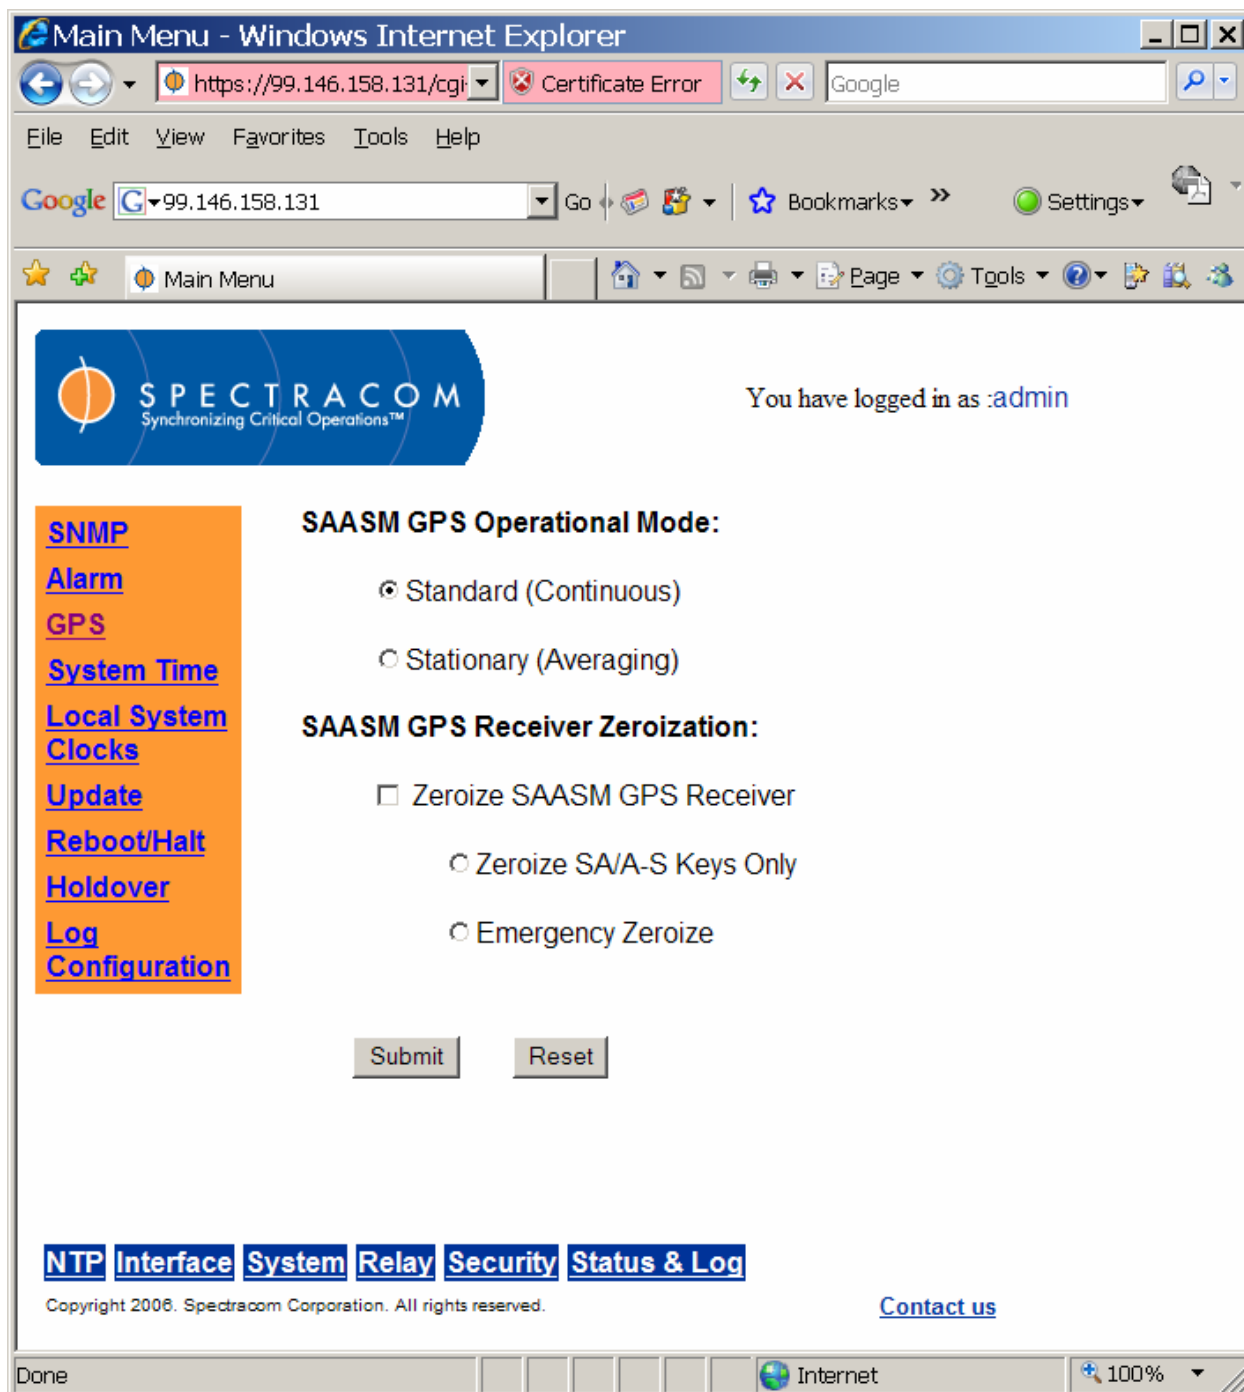 Main Menu - Windows Internet Explorer
https://99.146.158.131/cgi- Certificate Error Google
File Edit View Favorites Tools Help
Google G 99.146.158.131 Go Bookmarks >> Settings
Main Menu Page Tools
SPECTRACOM
Synchronizing Critical Operations™
You have logged in as :admin
SNMP
Alarm
GPS
System Time
Local System
Clocks
Update
Reboot/Halt
Holdover
Log
Configuration
SAASM GPS Operational Mode:
Standard (Continuous)
Stationary (Averaging)
SAASM GPS Receiver Zeroization:
Zeroize SAASM GPS Receiver
Zeroize SA/A-S Keys Only
Emergency Zeroize
Submit Reset
NTP Interface System Relay Security Status & Log
Copyright 2006. Spectracom Corporation. All rights reserved. Contact us
Done Internet 100%